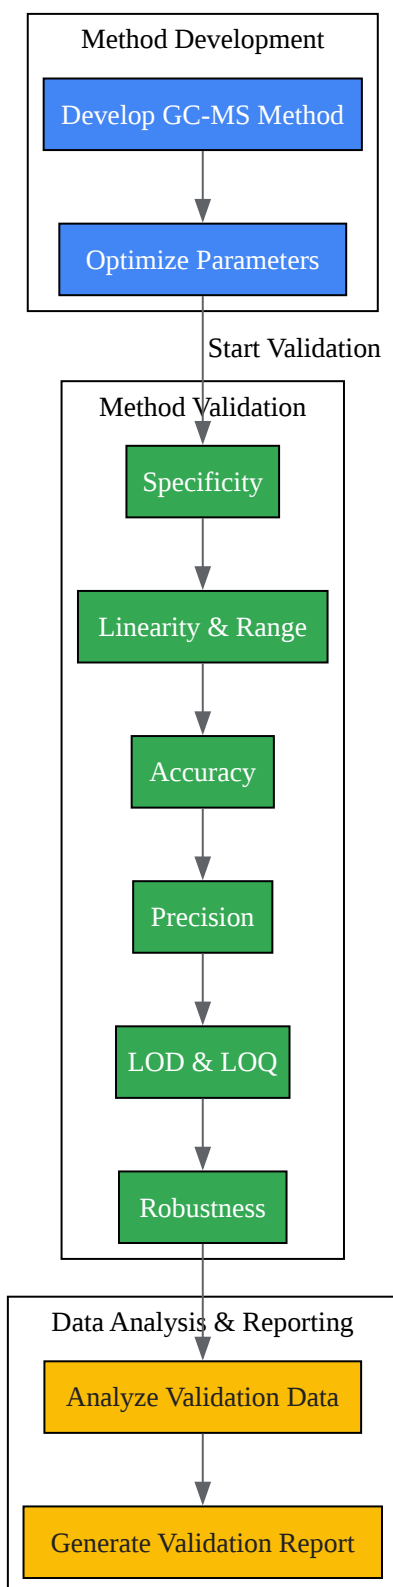 Method Development
Develop GC-MS Method
Optimize Parameters
Start Validation
Method Validation
Specificity
Linearity & Range
Accuracy
Precision
LOD & LOQ
Robustness
Data Analysis & Reporting
Analyze Validation Data
Generate Validation Report